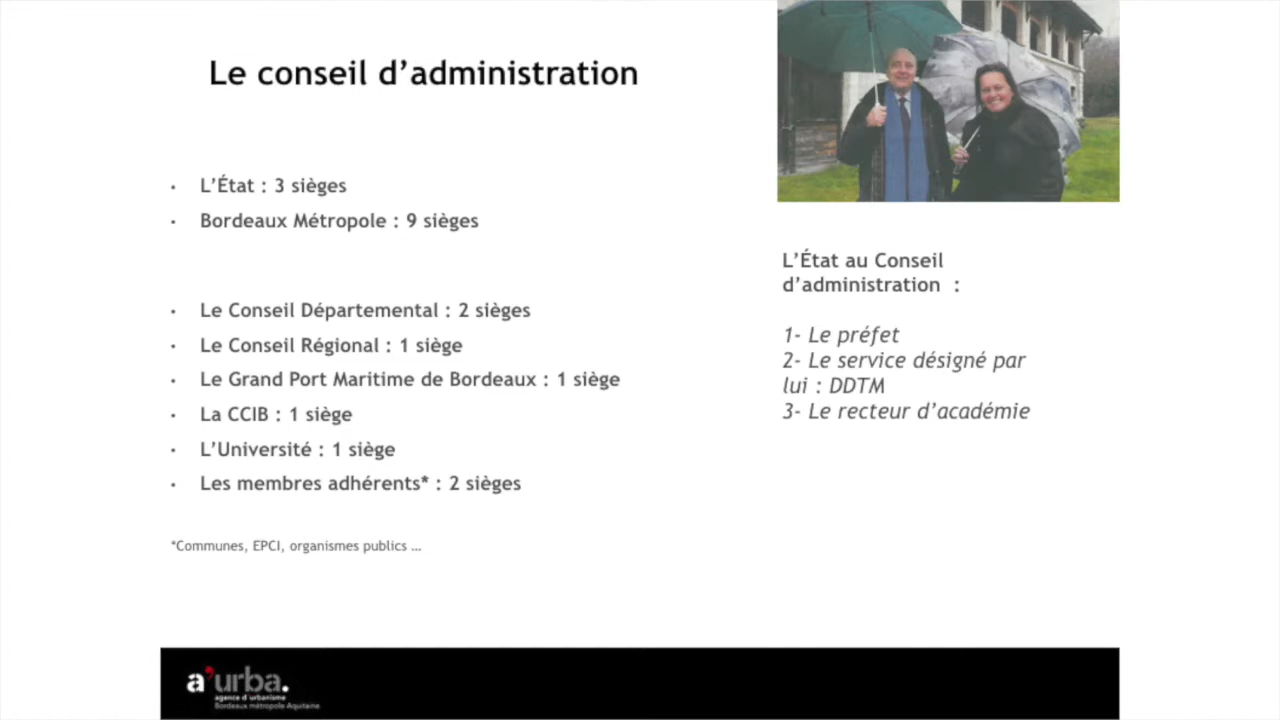 Le conseil d’administration
· L’État : 3 sièges
· Bordeaux Métropole : 9 sièges
· Le Conseil Départemental : 2 sièges
· Le Conseil Régional : 1 siège
· Le Grand Port Maritime de Bordeaux : 1 siège
· La CCIB : 1 siège
· L’Université : 1 siège
· Les membres adhérents* : 2 sièges
*Communes, EPCI, organismes publics …
L’État au Conseil
d’administration :
1- Le préfet
2- Le service désigné par
lui : DDTM
3- Le recteur d’académie
a’urba.
agence d’urbanisme
Bordeaux métropole Aquitaine